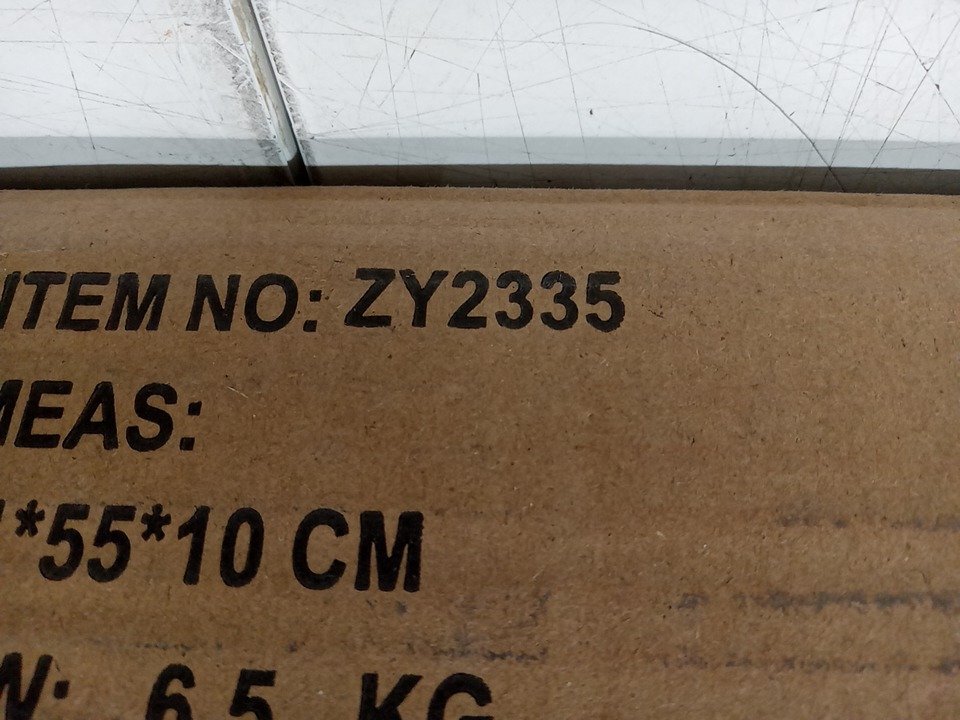 ITEM NO: ZY2335
MEAS:
*55*10 CM
W: 6.5 KG